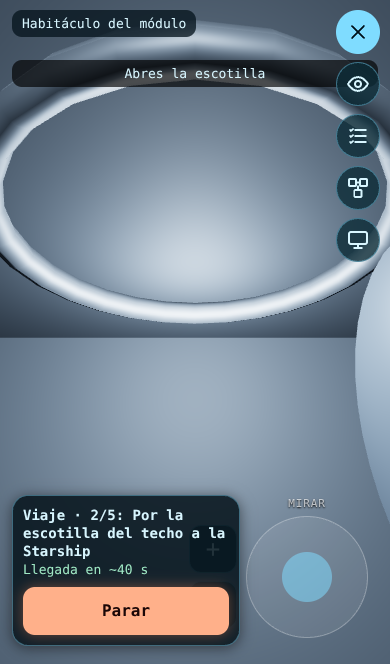 Habitáculo del módulo
Abres la escotilla
MIRAR
Viaje · 2/5: Por la
escotilla del techo a la
Starship
Llegada en ~40 s
Parar